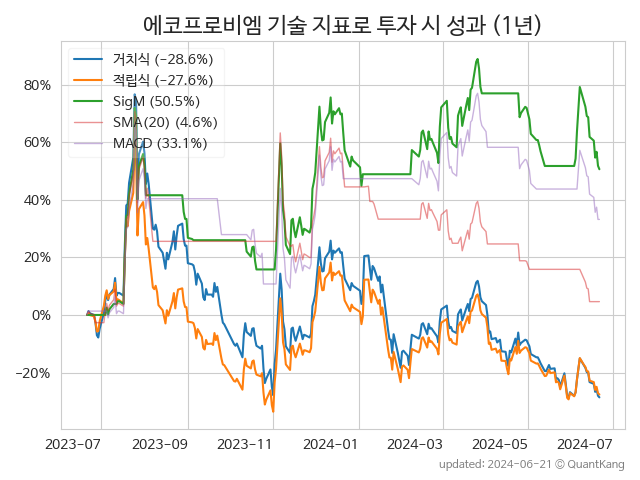 에코프로비엠 기술 지표로 투자 시 성과 (1년)
거치식 (-28.6%)
적립식 (-27.6%)
SigM (50.5%)
SMA(20) (4.6%)
MACD (33.1%)
80%
60%
40%
20%
0%
-20%
2023-07
2023-09
2023-11
2024-01
2024-03
2024-05
2024-07
updated: 2024-06-21 ⓒ QuantKang